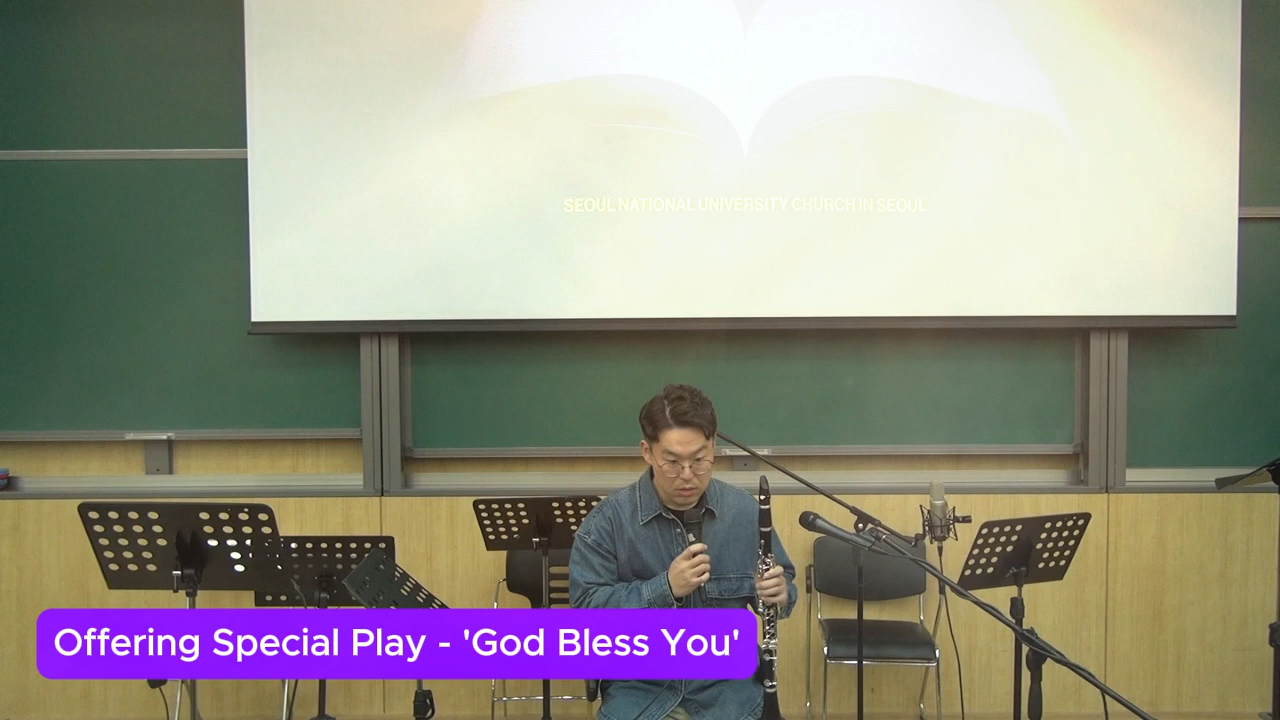 SEOUL NATIONAL UNIVERSITY CHURCH IN SEOUL
Offering Special Play - 'God Bless You'